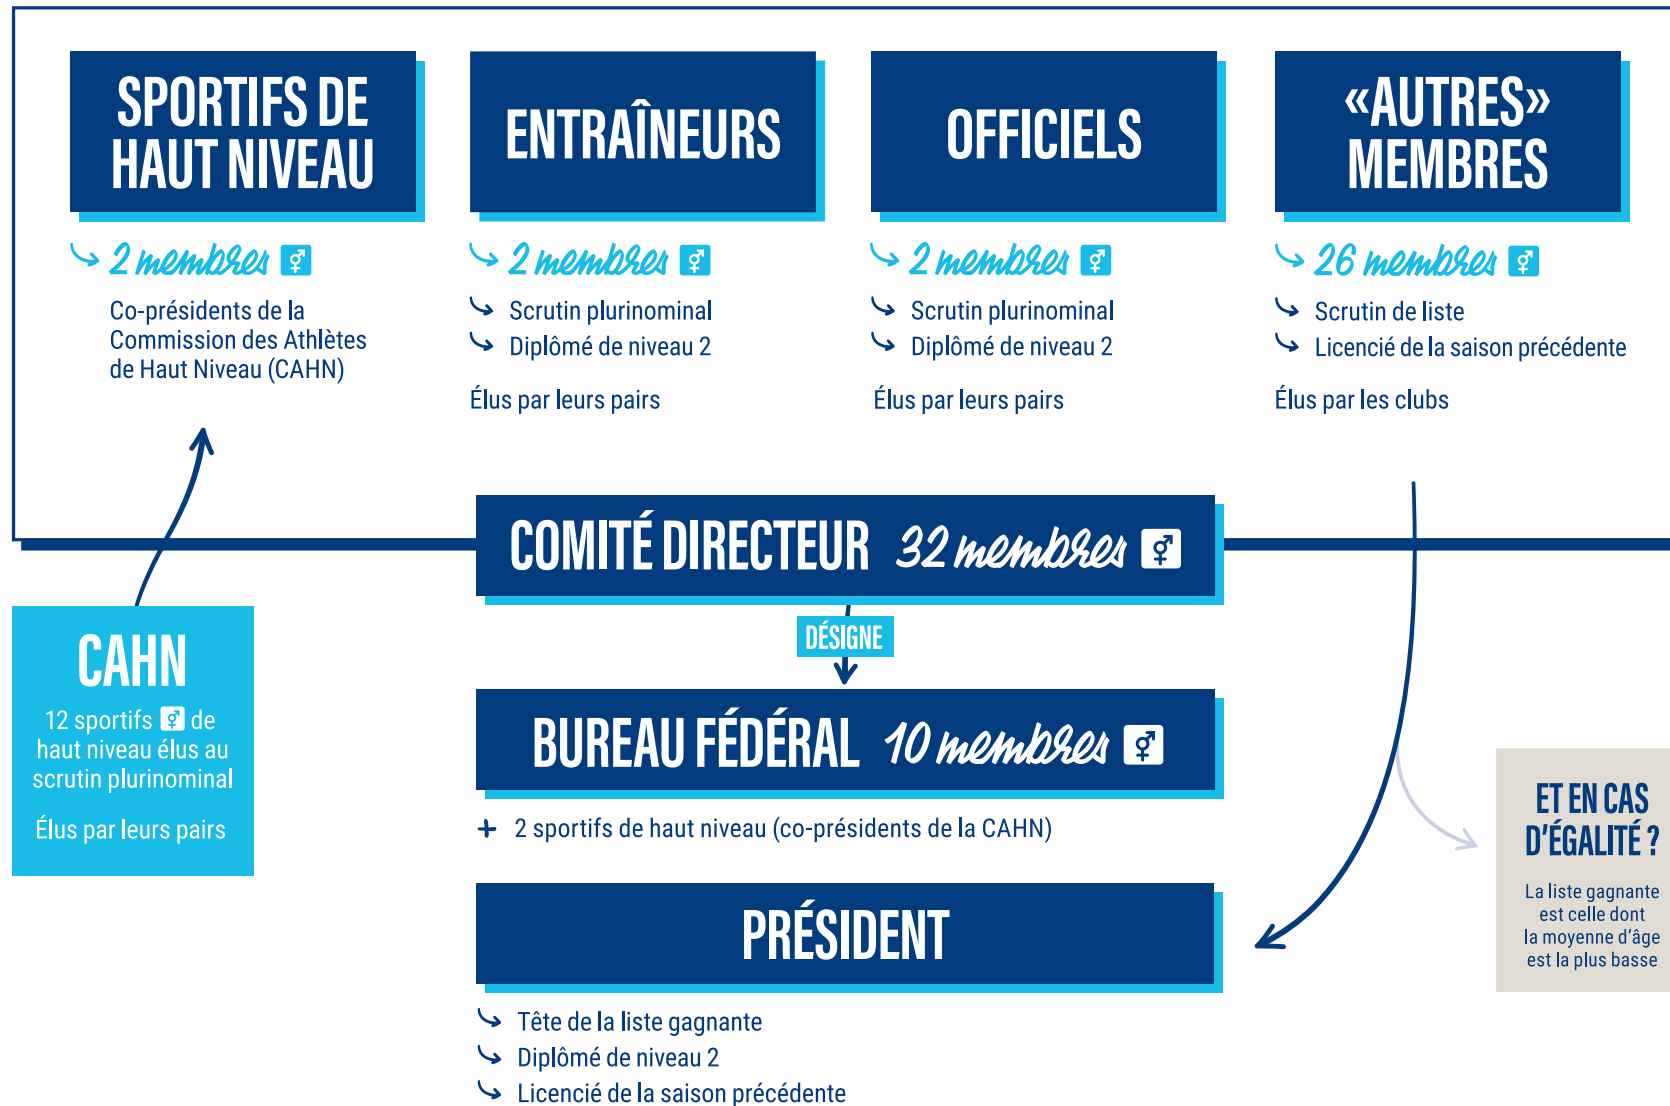 SPORTIFS DE
HAUT NIVEAU
2 membres
Co-présidents de la
Commission des Athlètes
de Haut Niveau (CAHN)
ENTRAÎNEURS
2 membres
Scrutin plurinominal
Diplômé de niveau 2
Élus par leurs pairs
OFFICIELS
2 membres
Scrutin plurinominal
Diplômé de niveau 2
Élus par leurs pairs
«AUTRES»
MEMBRES
26 membres
Scrutin de liste
Licencié de la saison précédente
Élus par les clubs
COMITÉ DIRECTEUR 32 membres
DÉSIGNE
CAHN
12 sportifs de
haut niveau élus au
scrutin plurinominal
Élus par leurs pairs
BUREAU FÉDÉRAL 10 membres
+ 2 sportifs de haut niveau (co-présidents de la CAHN)
ET EN CAS
D'ÉGALITÉ ?
La liste gagnante
est celle dont
la moyenne d'âge
est la plus basse
PRÉSIDENT
Tête de la liste gagnante
Diplômé de niveau 2
Licencié de la saison précédente